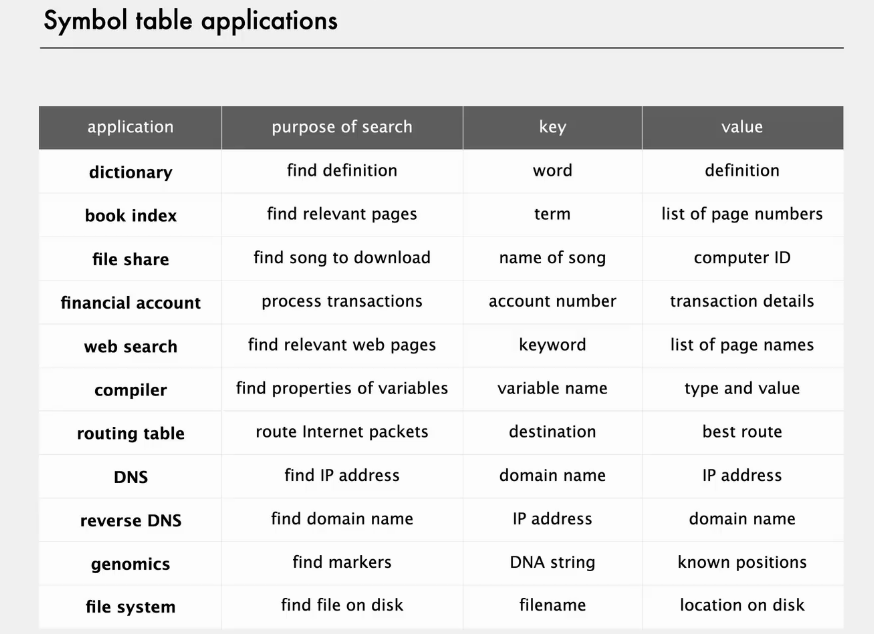 Symbol table applications
application purpose of search key value
dictionary find definition word definition
book index find relevant pages term list of page numbers
file share find song to download name of song computer ID
financial account process transactions account number transaction details
web search find relevant web pages keyword list of page names
compiler find properties of variables variable name type and value
routing table route Internet packets destination best route
DNS find IP address domain name IP address
reverse DNS find domain name IP address domain name
genomics find markers DNA string known positions
file system find file on disk filename location on disk